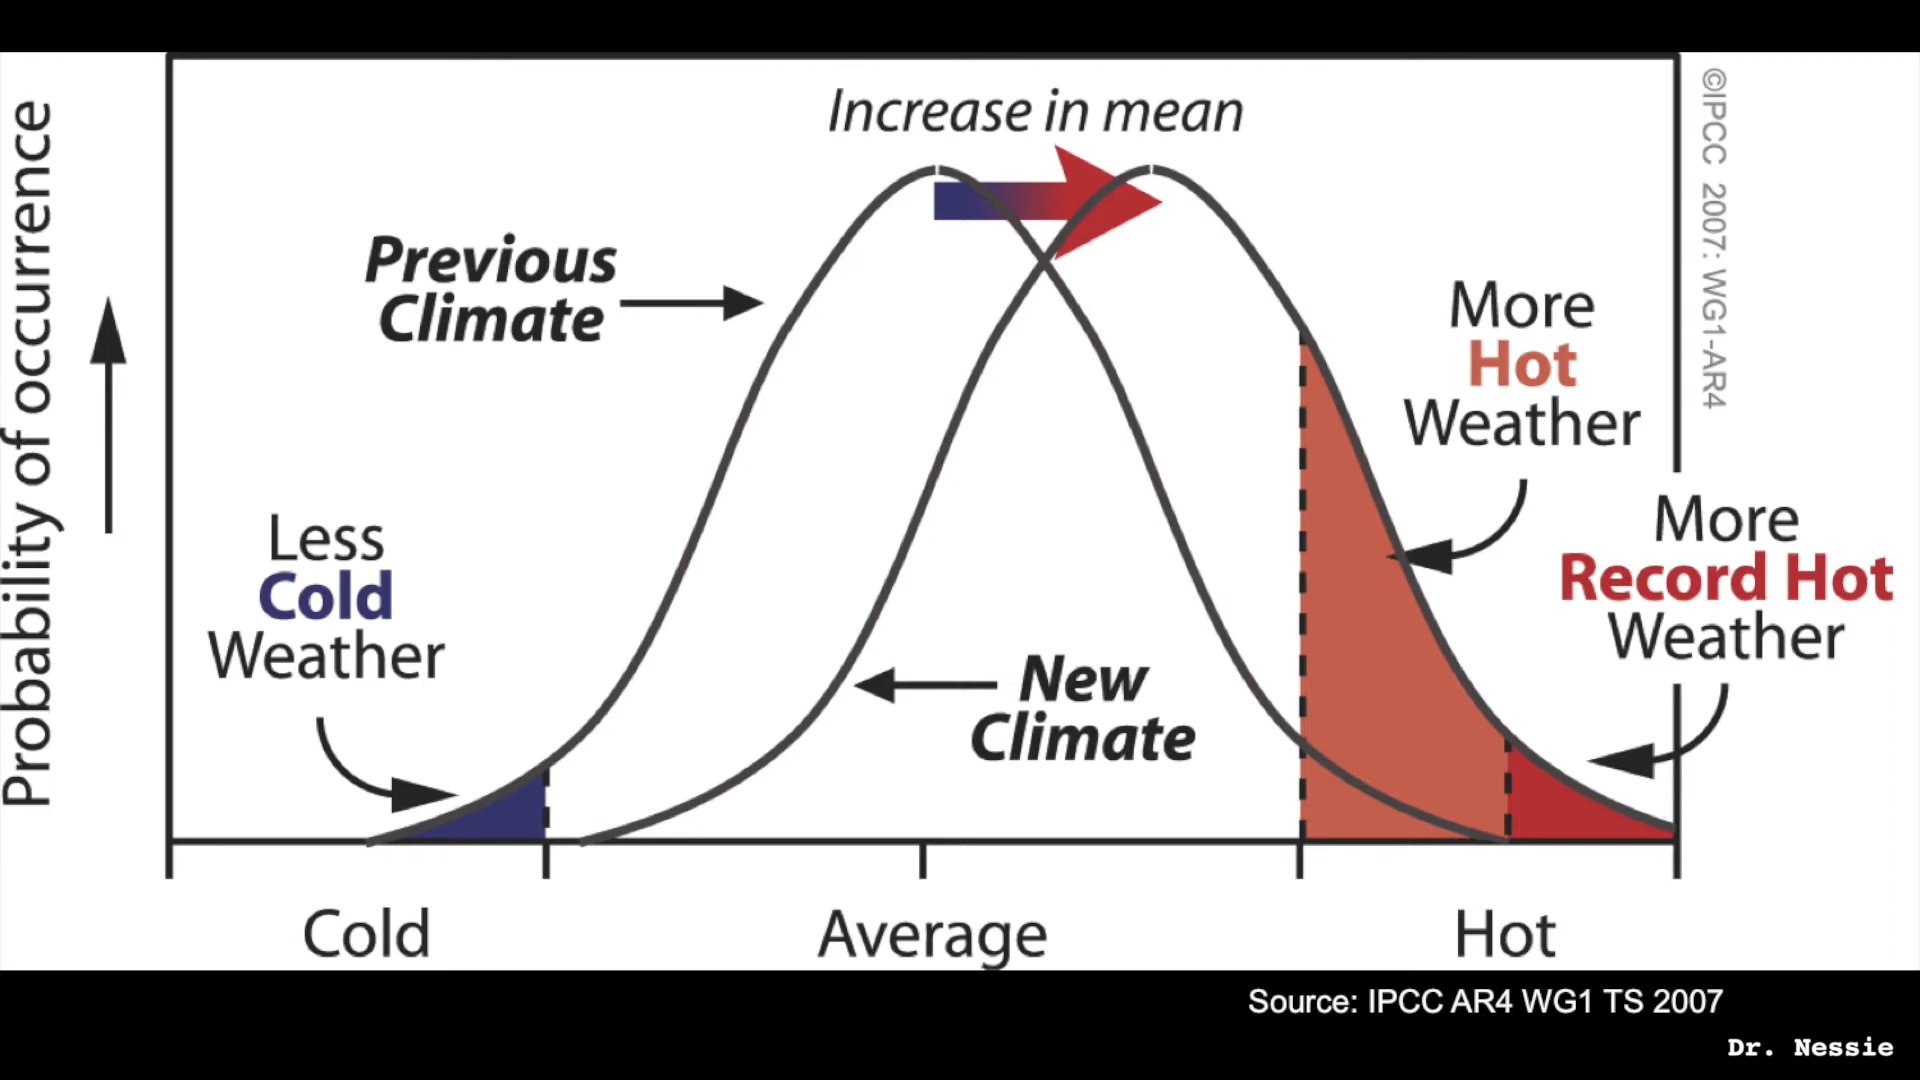 Increase in mean
Previous
Climate
Less
Cold
Weather
New
Climate
More
Hot
Weather
More
Record Hot
Weather
Probability of occurrence
©IPCC 2007: WG1-AR4
Cold
Average
Hot
Source: IPCC AR4 WG1 TS 2007
Dr. Nessie